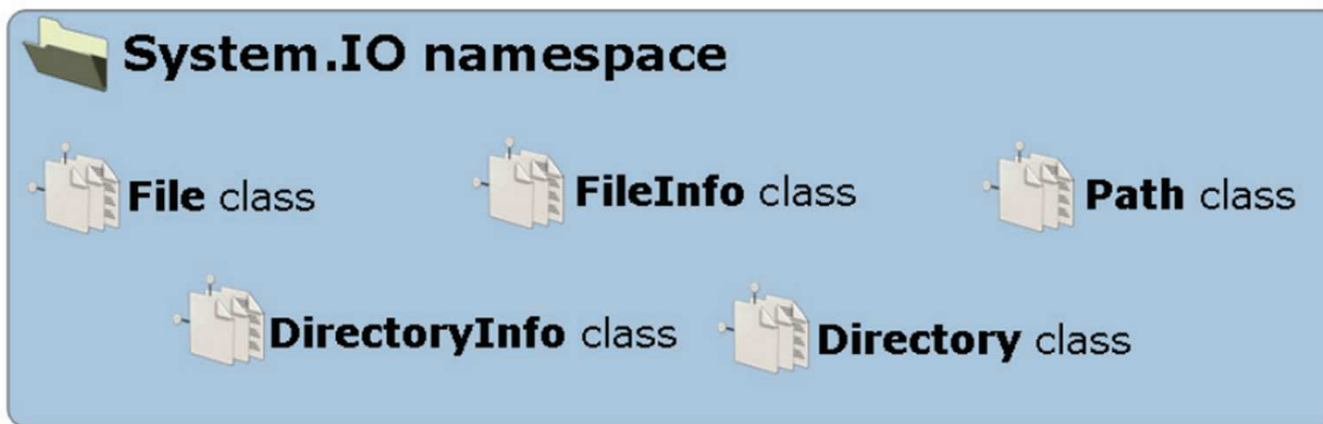 System.IO namespace
File class
FileInfo class
Path class
DirectoryInfo class
Directory class